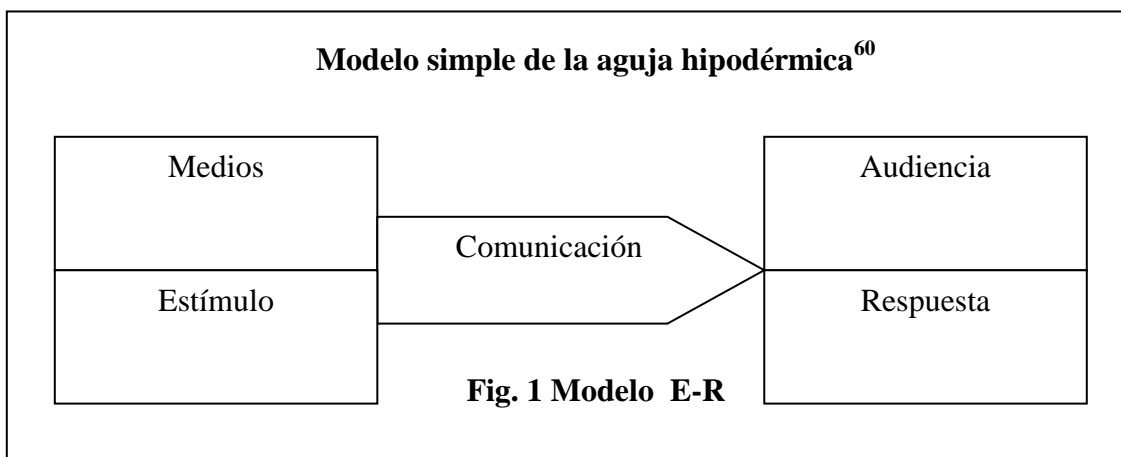 Modelo simple de la aguja hipodérmica60
Medios
Audiencia
Comunicación
Estímulo
Respuesta
Fig. 1 Modelo E-R